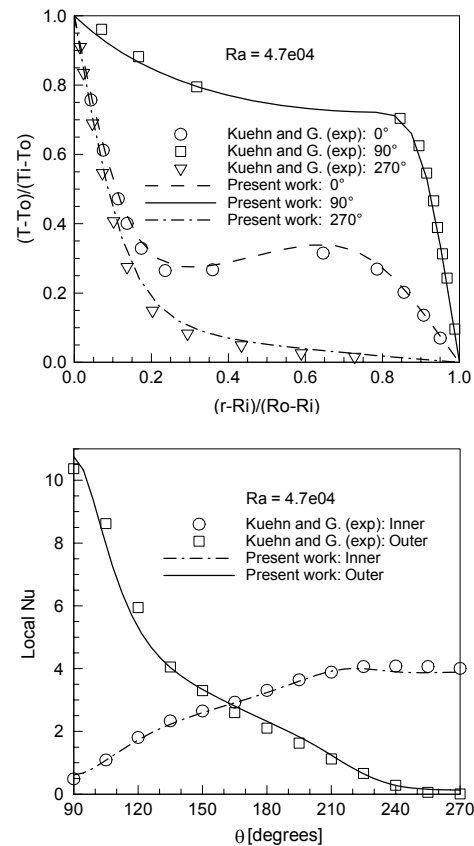 1.0
0.8
0.6
0.4
0.2
0.0
(T-To)/(Ti-To)
Ra = 4.7e04
Kuehn and G. (exp): 0°
Kuehn and G. (exp): 90°
Kuehn and G. (exp): 270°
Present work: 0°
Present work: 90°
Present work: 270°
0.0 0.2 0.4 0.6 0.8 1.0
(r-Ri)/(Ro-Ri)
10
8
6
4
2
0
Local Nu
Ra = 4.7e04
Kuehn and G. (exp): Inner
Kuehn and G. (exp): Outer
Present work: Inner
Present work: Outer
90 120 150 180 210 240 270
θ [degrees]